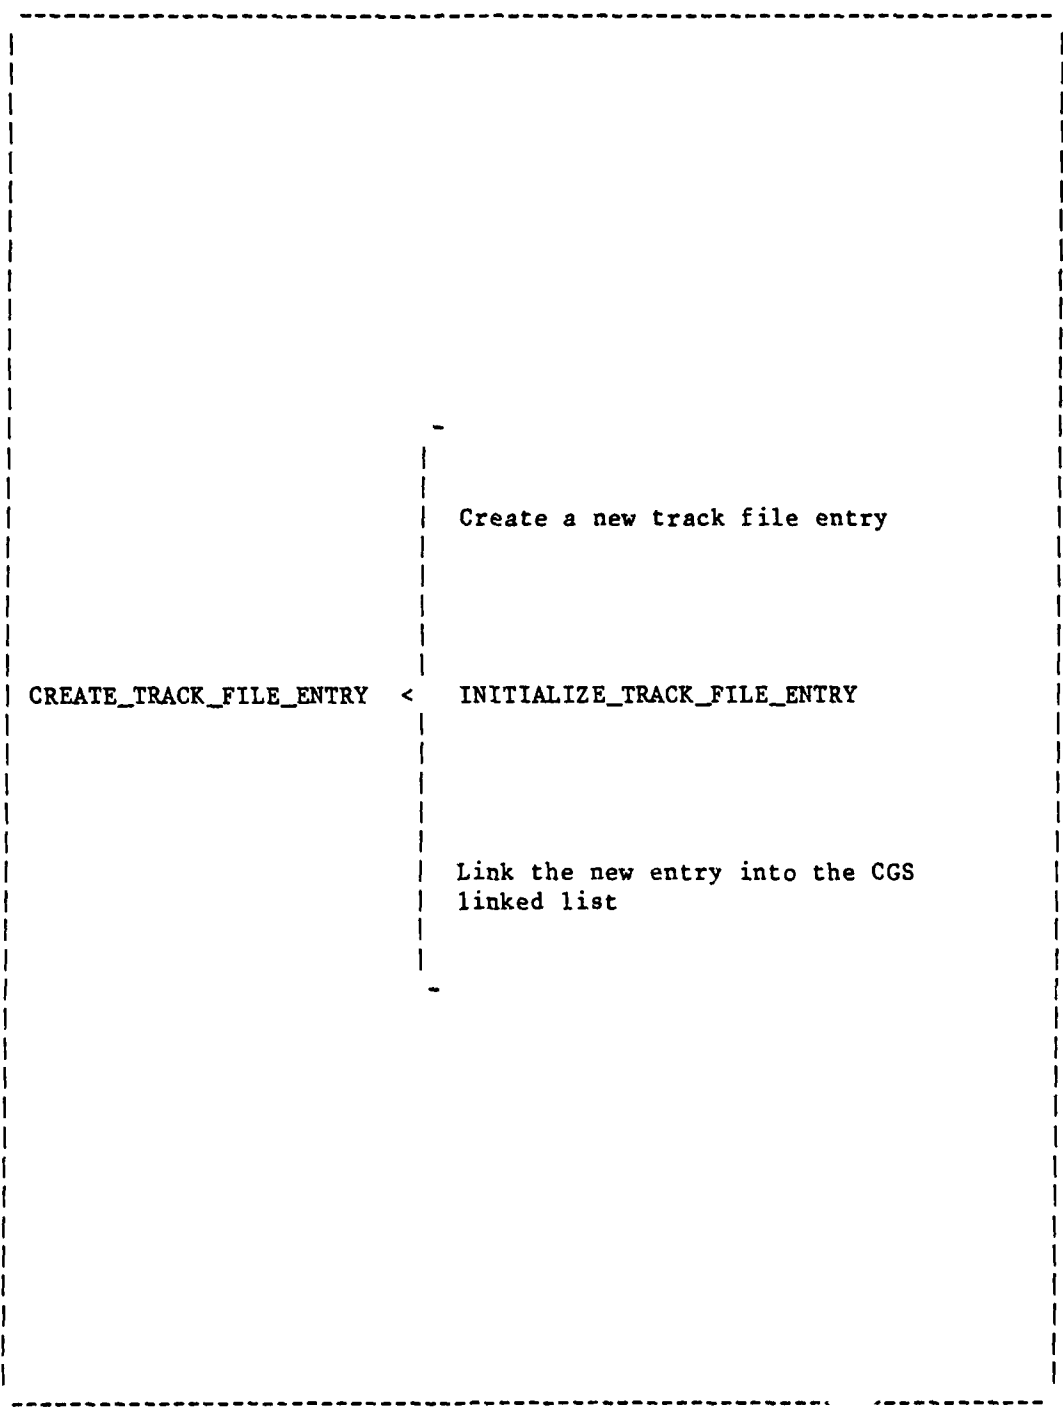 Create a new track file entry
CREATE_TRACK_FILE_ENTRY < INITIALIZE_TRACK_FILE_ENTRY
Link the new entry into the CGS
linked list